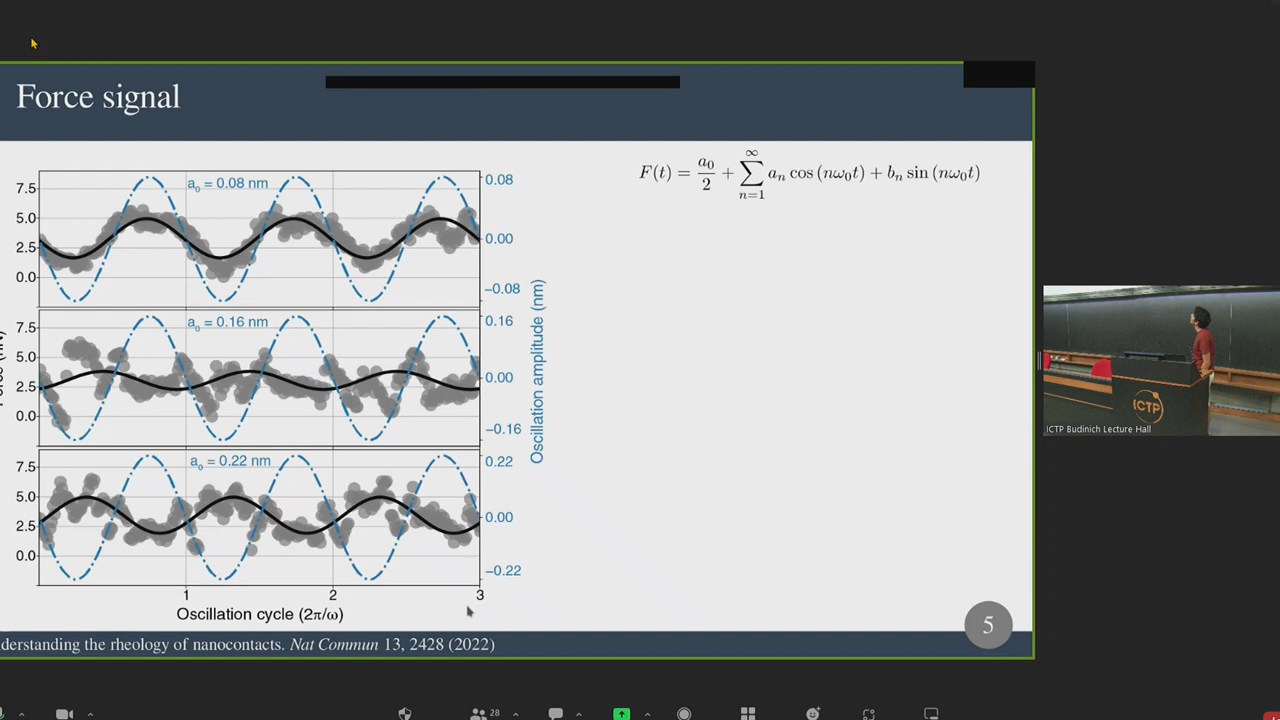 Force signal
F(t) = a0/2 + ∞∑n=1 an cos (nω0t) + bn sin (nω0t)
a0 = 0.08 nm
7.5
5.0
2.5
0.0
0.08
0.00
−0.08
a0 = 0.16 nm
7.5
5.0
2.5
0.0
0.16
0.00
−0.16
a0 = 0.22 nm
7.5
5.0
2.5
0.0
0.22
0.00
−0.22
Oscillation amplitude (nm)
1 2 3
Oscillation cycle (2π/ω)
5
derstanding the rheology of nanocontacts. Nat Commun 13, 2428 (2022)
ICTP
ICTP Budinich Lecture Hall
28